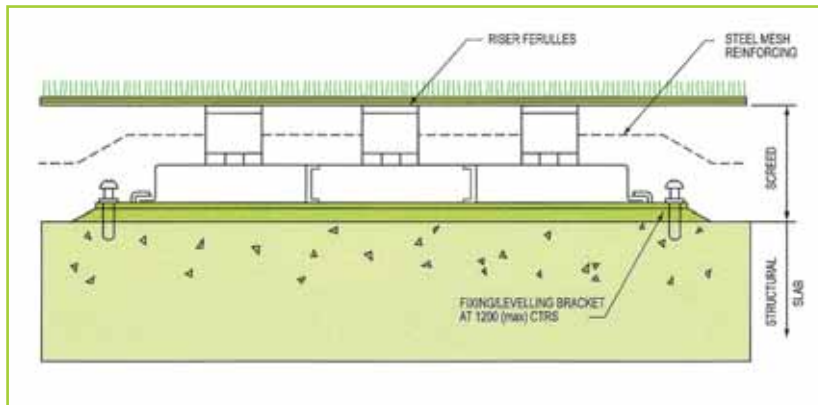 RISER FERULLES
STEEL MESH
REINFORCING
SCREED
FIXING/LEVELLING BRACKET
AT 1200 (max) CTRS
STRUCTURAL
SLAB